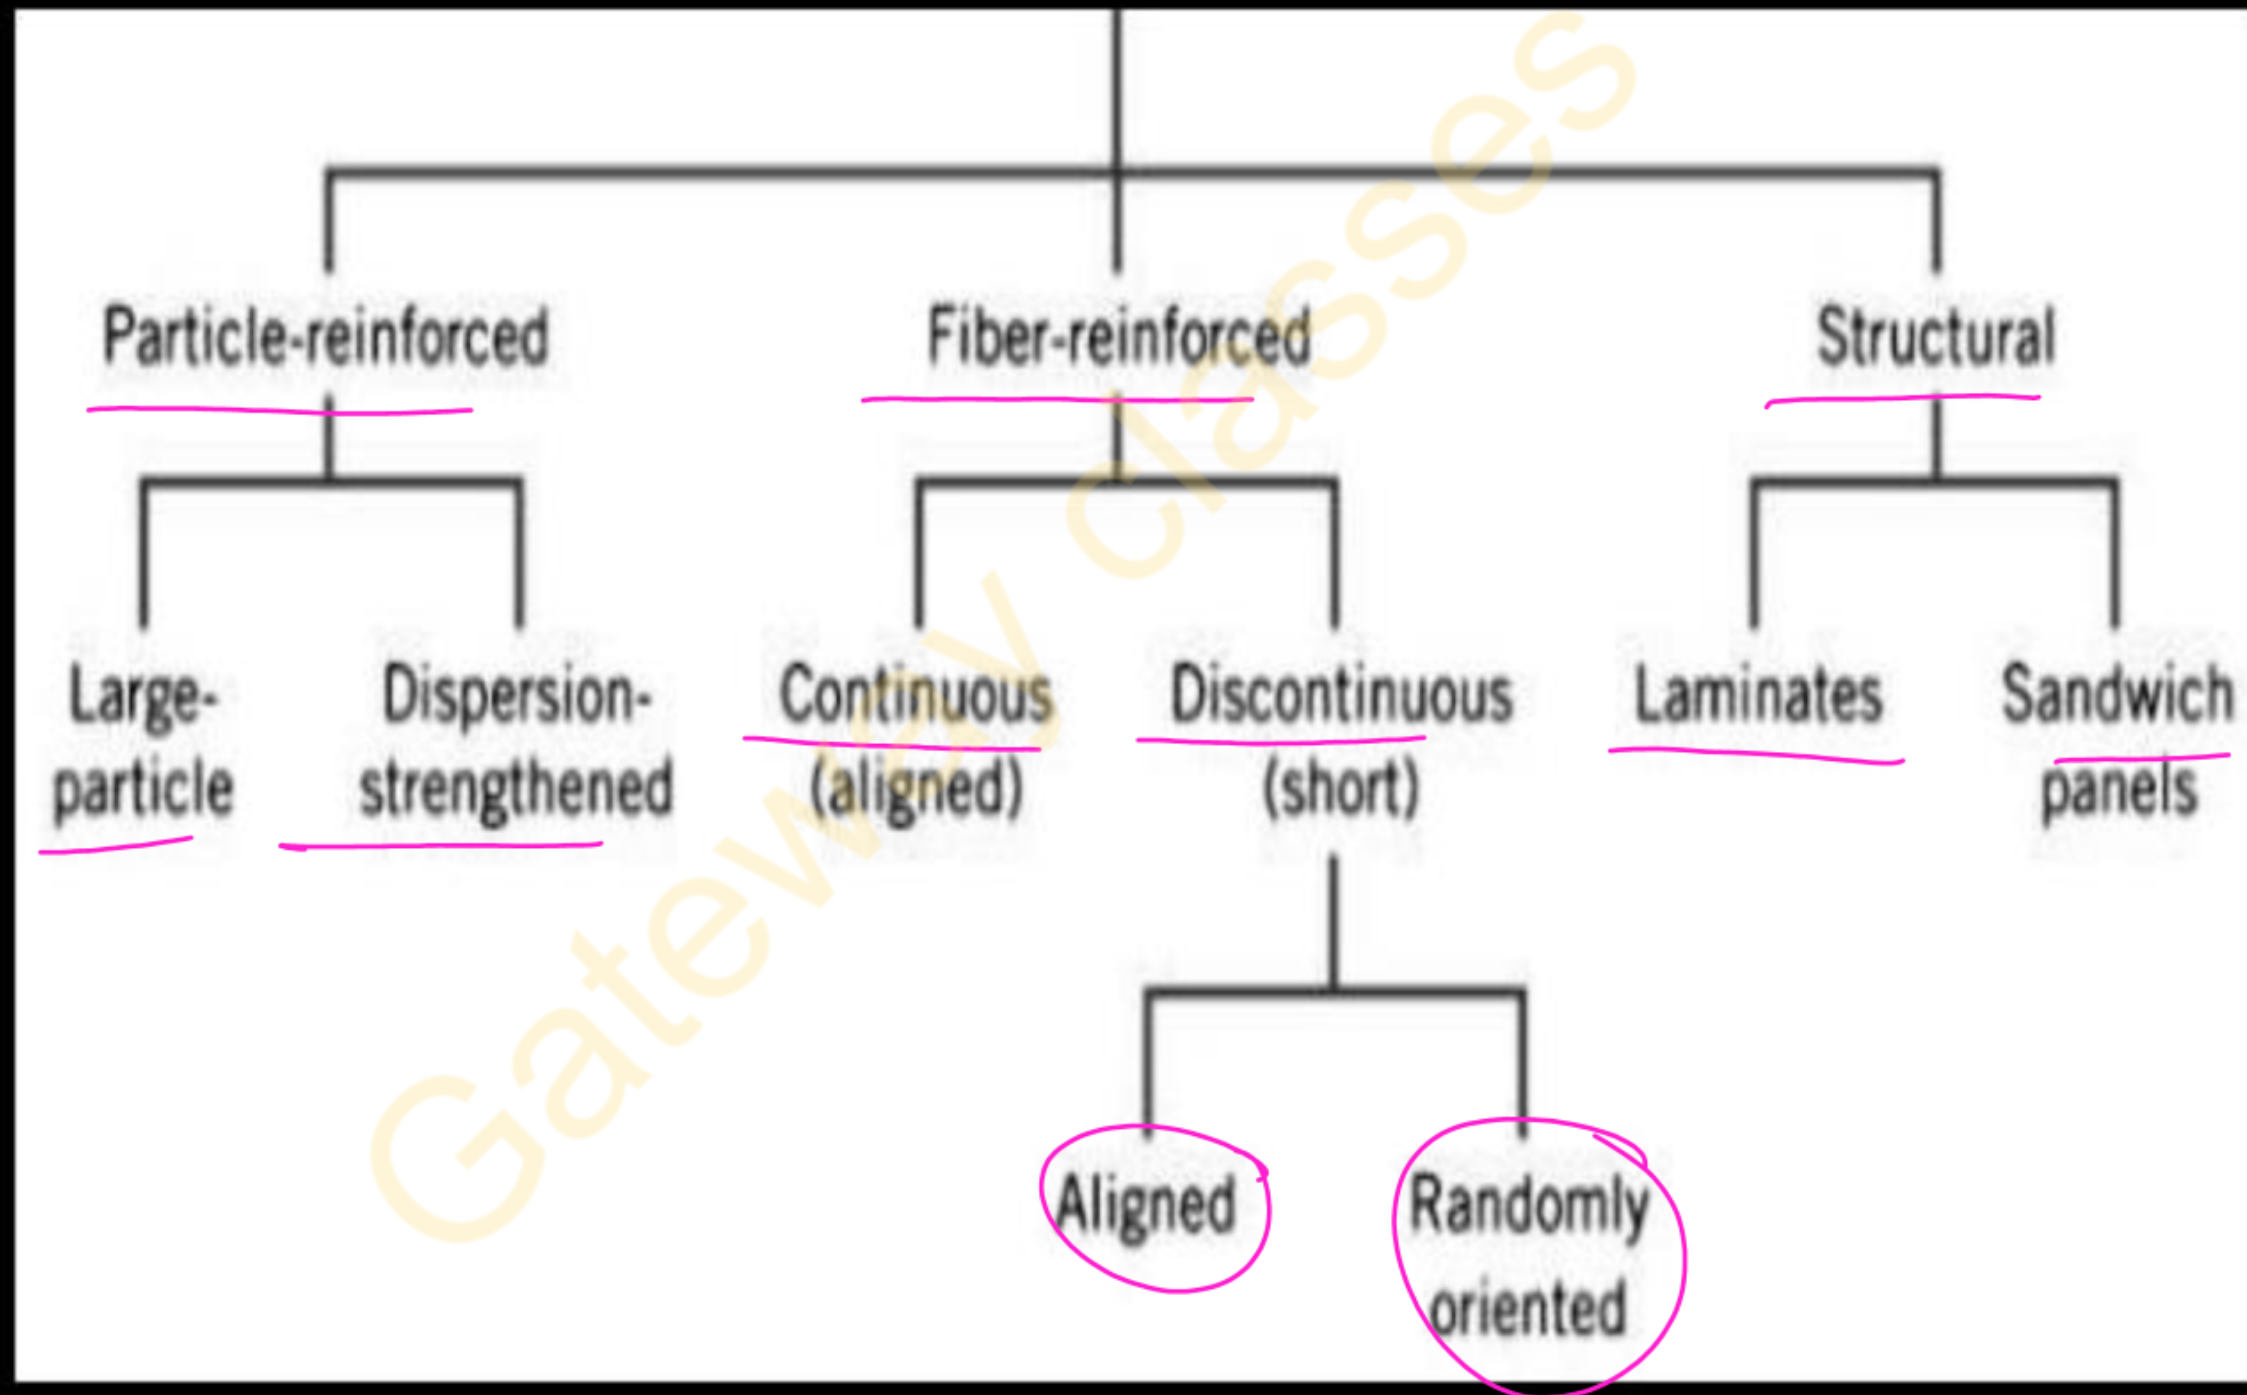 Particle-reinforced
Fiber-reinforced
Structural
Large-
particle
Dispersion-
strengthened
Continuous
(aligned)
Discontinuous
(short)
Laminates
Sandwich
panels
Aligned
Randomly
oriented
Gateway classes